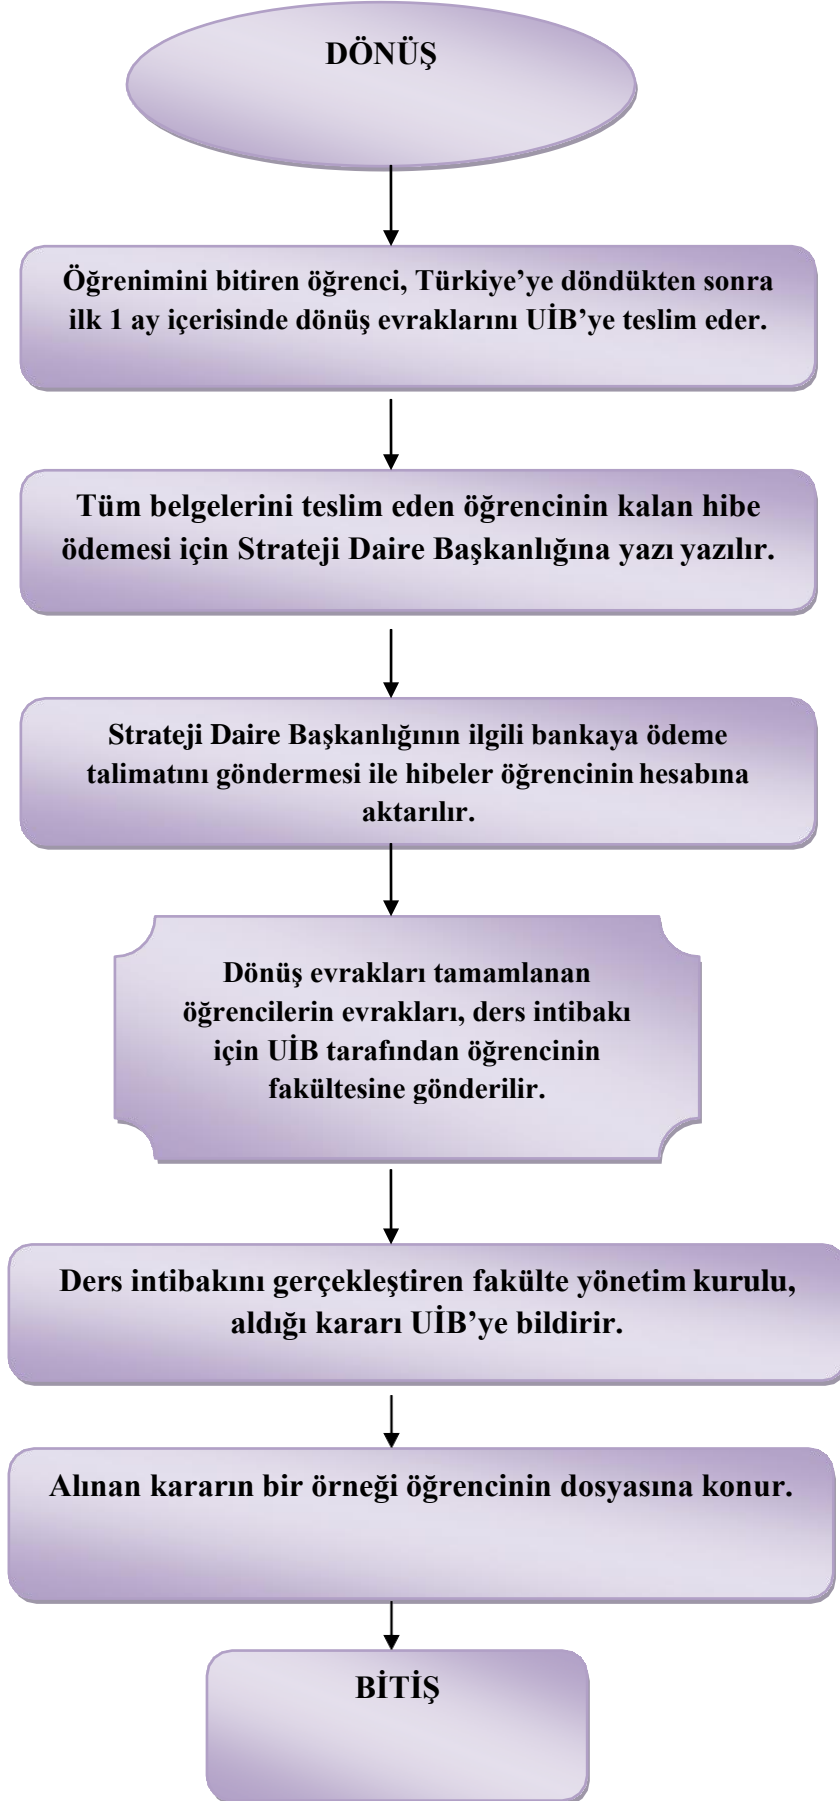 DÖNÜŞ
Öğrenimini bitiren öğrenci, Türkiye’ye döndükten sonra
ilk 1 ay içerisinde dönüş evraklarını UİB’ye teslim eder.
Tüm belgelerini teslim eden öğrencinin kalan hibe
ödemesi için Strateji Daire Başkanlığına yazı yazılır.
Strateji Daire Başkanlığının ilgili bankaya ödeme
talimatını göndermesi ile hibeler öğrencinin hesabına
aktarılır.
Dönüş evrakları tamamlanan
öğrencilerin evrakları, ders intibakı
için UİB tarafından öğrencinin
fakültesine gönderilir.
Ders intibakını gerçekleştiren fakülte yönetim kurulu,
aldığı kararı UİB’ye bildirir.
Alınan kararın bir örneği öğrencinin dosyasına konur.
BİTİŞ